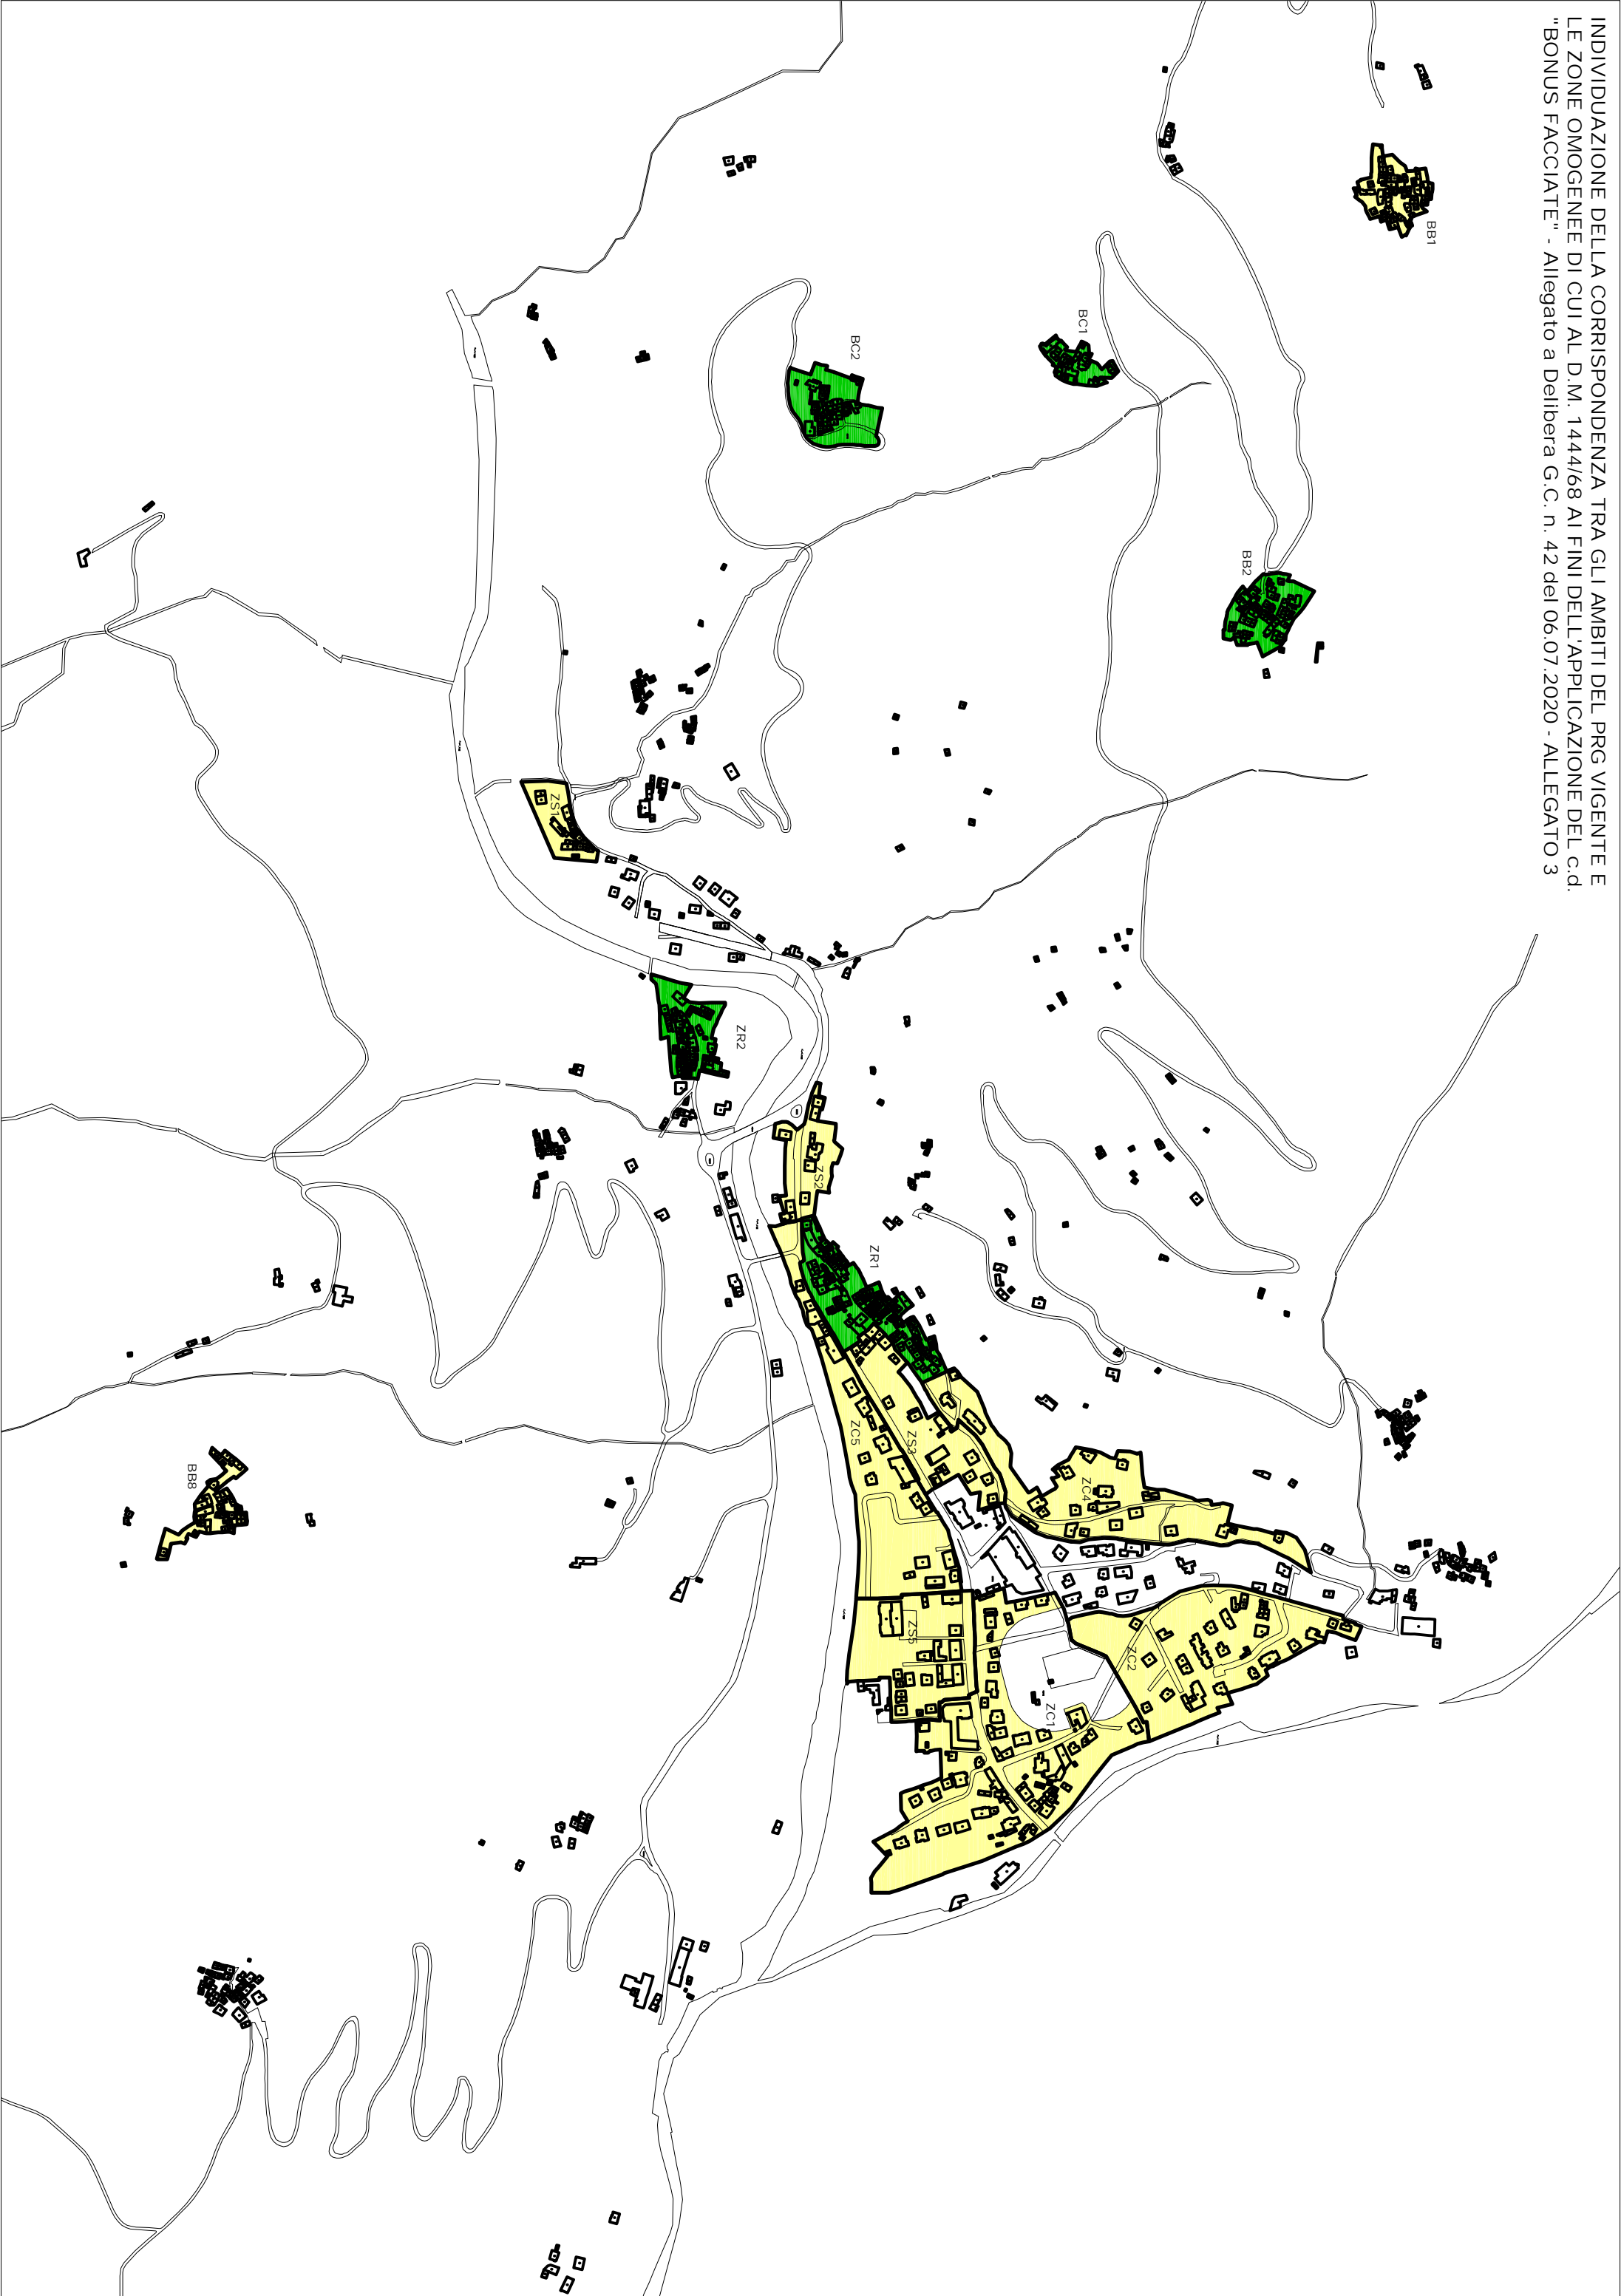 INDIVIDUAZIONE DELLA CORRISPONDENZA TRA GLI AMBITI DEL PRG VIGENTE E
LE ZONE OMOGENEE DI CUI AL D.M. 1444/68 AI FINI DELL'APPLICAZIONE DEL c.d.
"BONUS FACCIATE" - Allegato a Delibera G.C. n. 42 del 06.07.2020 - ALLEGATO 3
BB1
BC1
BC2
BB2
ZS1
ZR2
ZS2
ZR1
ZC5
ZS3
ZC4
BB8
ZS5
ZC2
ZC1